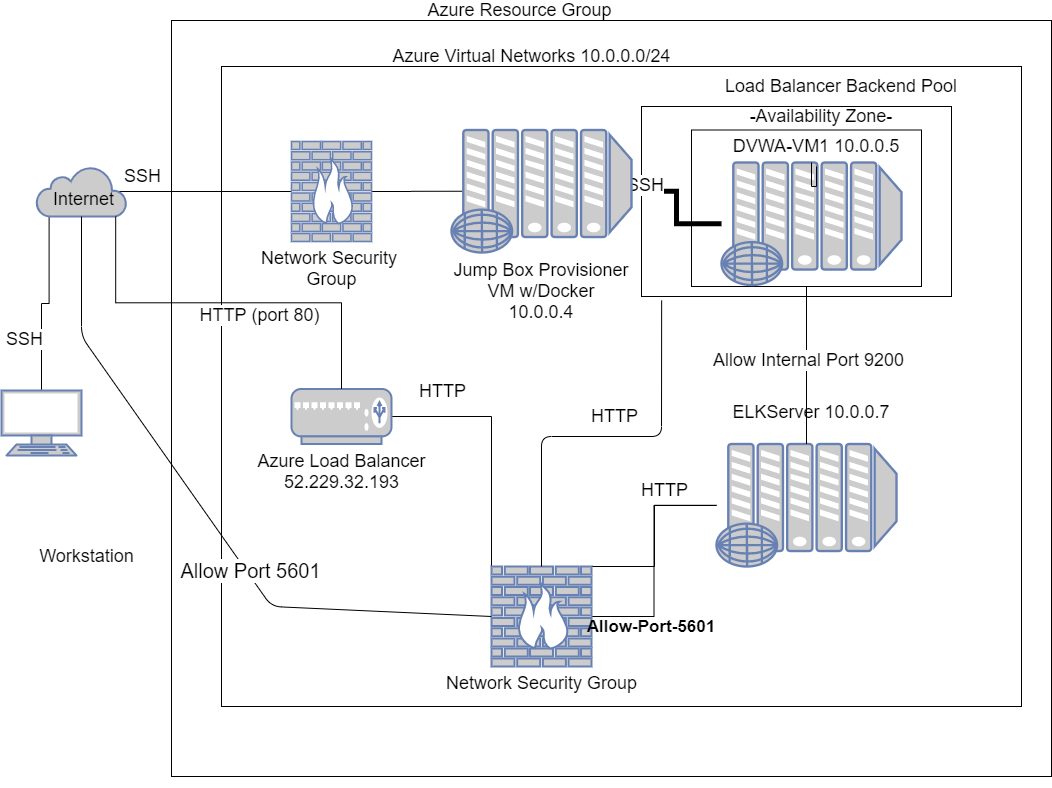 Azure Resource Group
Azure Virtual Networks 10.0.0.0/24
Load Balancer Backend Pool
-Availability Zone-
DVWA-VM1 10.0.0.5
SSH
SSH
Internet
Network Security
Group
Jump Box Provisioner
VM w/Docker
10.0.0.4
HTTP (port 80)
SSH
Allow Internal Port 9200
HTTP
HTTP
ELKServer 10.0.0.7
Azure Load Balancer
52.229.32.193
HTTP
Workstation
Allow Port 5601
Allow-Port-5601
Network Security Group